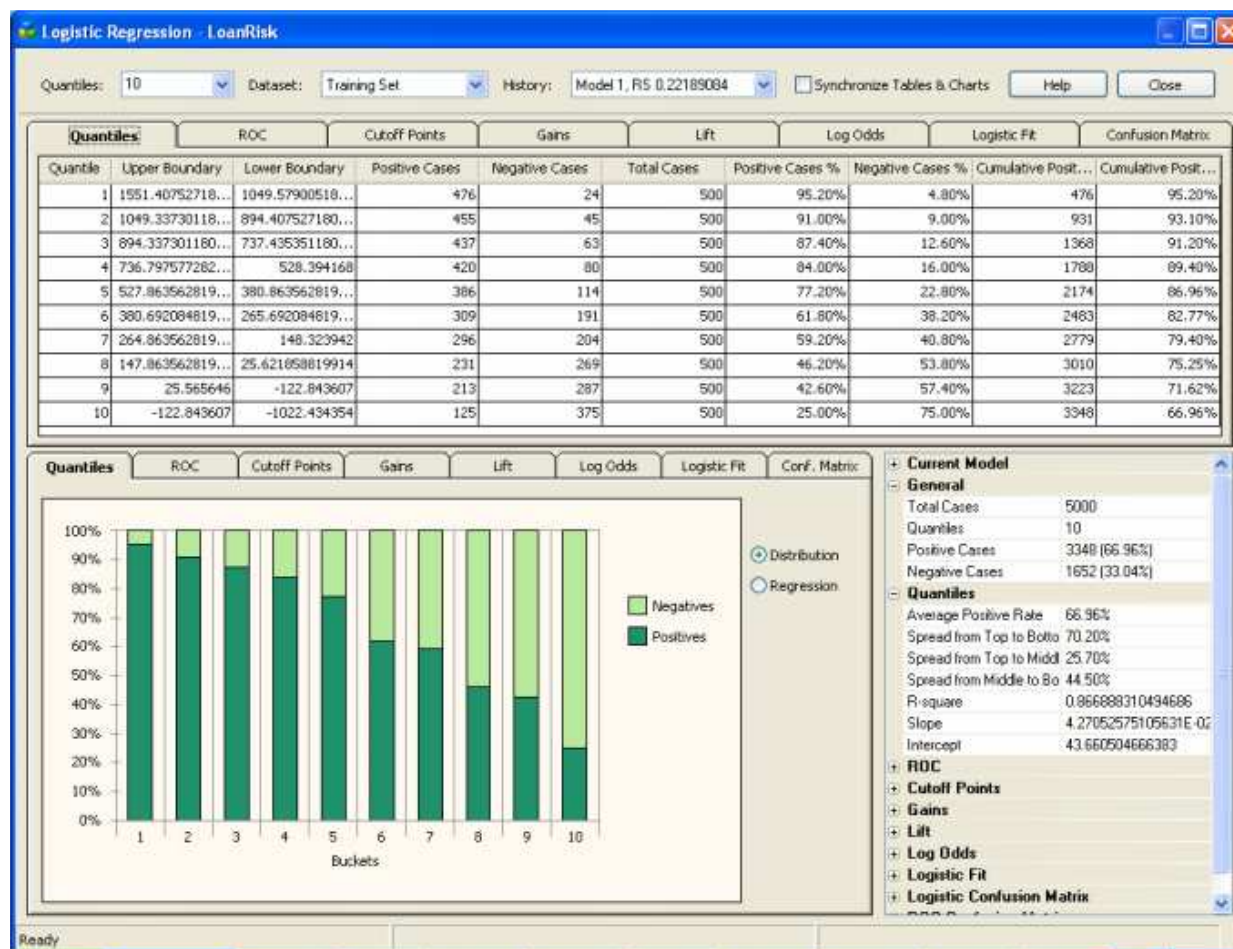 Logistic Regression - LoanRisk
Quantiles: 10 Dataset: Training Set History: Model 1, RS 0.22189084 Synchronize Tables & Charts Help Close
Quantiles ROC Cutoff Points Gains Lift Log Odds Logistic Fit Confusion Matrix
Quantile Upper Boundary Lower Boundary Positive Cases Negative Cases Total Cases Positive Cases % Negative Cases % Cumulative Posit... Cumulative Posit...
1 1551.40752718... 1049.57900518... 476 24 500 95.20% 4.80% 476 95.20%
2 1049.33730118... 894.407527180... 455 45 500 91.00% 9.00% 931 93.10%
3 894.337301180... 737.435351180... 437 63 500 87.40% 12.60% 1368 91.20%
4 736.797577282... 528.394168 420 80 500 84.00% 16.00% 1788 89.40%
5 527.863562819... 380.863562819... 386 114 500 77.20% 22.80% 2174 86.96%
6 380.692084819... 265.692084819... 309 191 500 61.80% 38.20% 2483 82.77%
7 264.863562819... 148.323942 296 204 500 59.20% 40.80% 2779 79.40%
8 147.863562819... 25.621858819914 231 269 500 46.20% 53.80% 3010 75.25%
9 25.565646 -122.843607 213 287 500 42.60% 57.40% 3223 71.62%
10 -122.843607 -1022.434354 125 375 500 25.00% 75.00% 3348 66.96%
Quantiles ROC Cutoff Points Gains Lift Log Odds Logistic Fit Conf. Matrix
100%
90%
80%
70%
60%
50%
40%
30%
20%
10%
0%
1 2 3 4 5 6 7 8 9 10
Buckets
Negatives
Positives
Distribution
Regression
Current Model
General
Total Cases 5000
Quantiles 10
Positive Cases 3348 (66.96%)
Negative Cases 1652 (33.04%)
Quantiles
Average Positive Rate 66.96%
Spread from Top to Botto 70.20%
Spread from Top to Middl 25.70%
Spread from Middle to Bo 44.50%
R-square 0.866888310494686
Slope 4.27052575105631E-02
Intercept 43.660504666383
ROC
Cutoff Points
Gains
Lift
Log Odds
Logistic Fit
Logistic Confusion Matrix
Ready